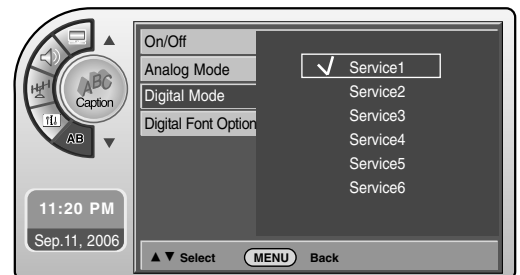 ABC
Caption
AB
11:20 PM
Sep.11, 2006
On/Off
Analog Mode
Digital Mode
Digital Font Option
Service1
Service2
Service3
Service4
Service5
Service6
▲▼ Select MENU Back